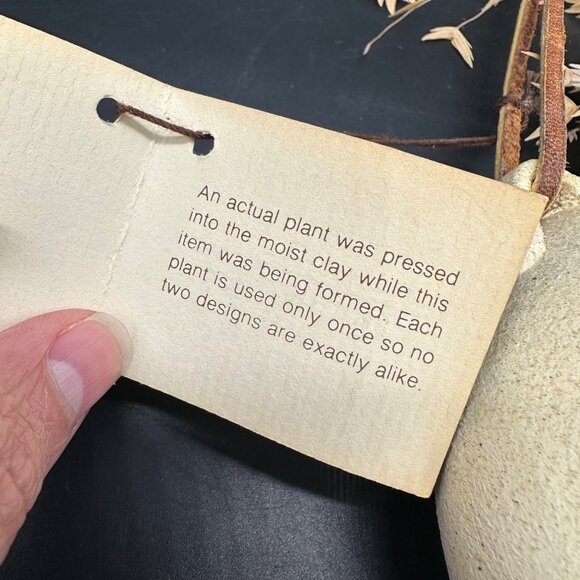 An actual plant was pressed
into the moist clay while this
item was being formed. Each
plant is used only once so no
two designs are exactly alike.